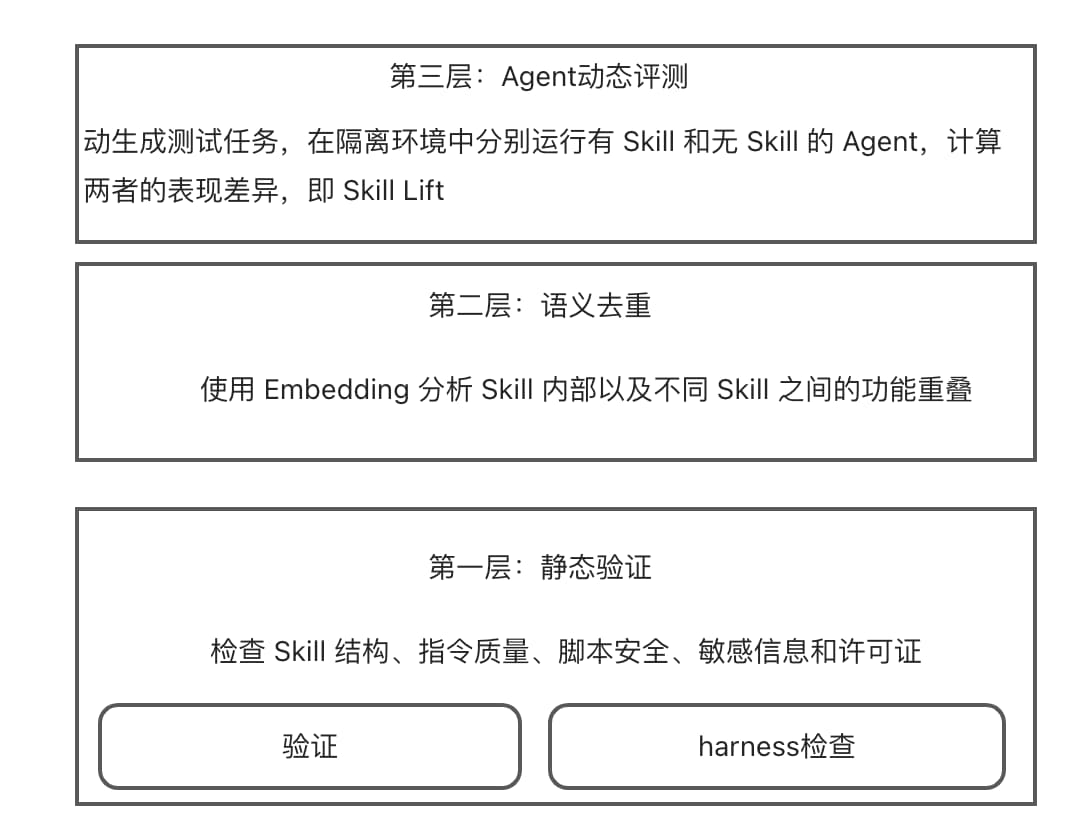 第三层：Agent动态评测
动生成测试任务，在隔离环境中分别运行有 Skill 和无 Skill 的 Agent，计算
两者的表现差异，即 Skill Lift
第二层：语义去重
使用 Embedding 分析 Skill 内部以及不同 Skill 之间的功能重叠
第一层：静态验证
检查 Skill 结构、指令质量、脚本安全、敏感信息和许可证
验证
harness检查